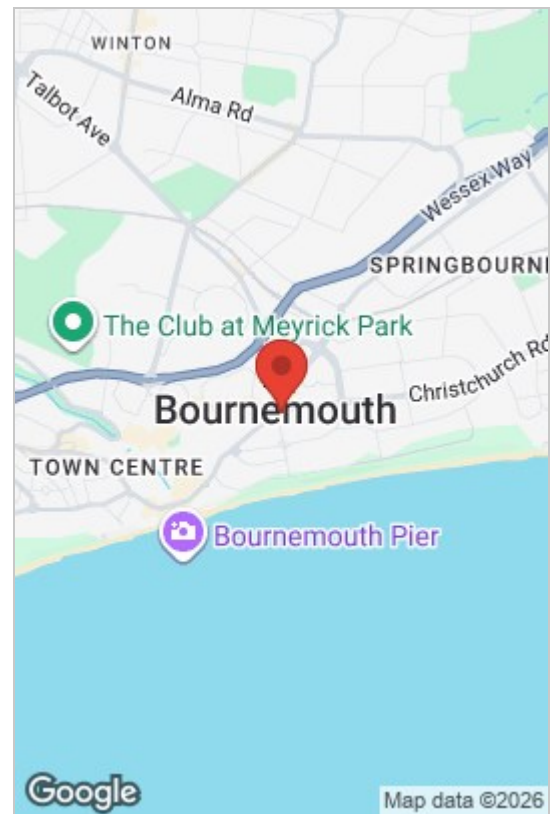 WINTON
Talbot Ave
Alma Rd
Wessex Way
SPRINGBOURN
The Club at Meyrick Park
Christchurch Rd
Bournemouth
TOWN CENTRE
Bournemouth Pier
Google
Map data ©2026